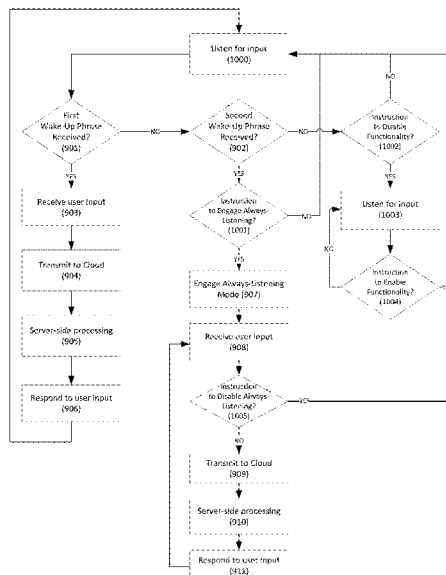 Listen for input
(1000)
First
Wake-Up Phrase
Received?
(901)
NO
Second
Wake-Up Phrase
Received?
(902)
NO
Instruction
to Disable
Functionality?
(1002)
NO
YES
YES
YES
Receive user input
(903)
Instruction
to Engage Always-
Listening?
(1001)
NO
Listen for input
(1003)
NO
Transmit to Cloud
(904)
YES
Engage Always-Listening
Mode (907)
Instruction
to Enable
Functionality?
(1004)
Server-side processing
(905)
Receive user input
(908)
Respond to user input
(906)
Instruction
to Disable Always-
Listening?
(1005)
YES
NO
Transmit to Cloud
(909)
Server-side processing
(910)
Respond to user input
(911)